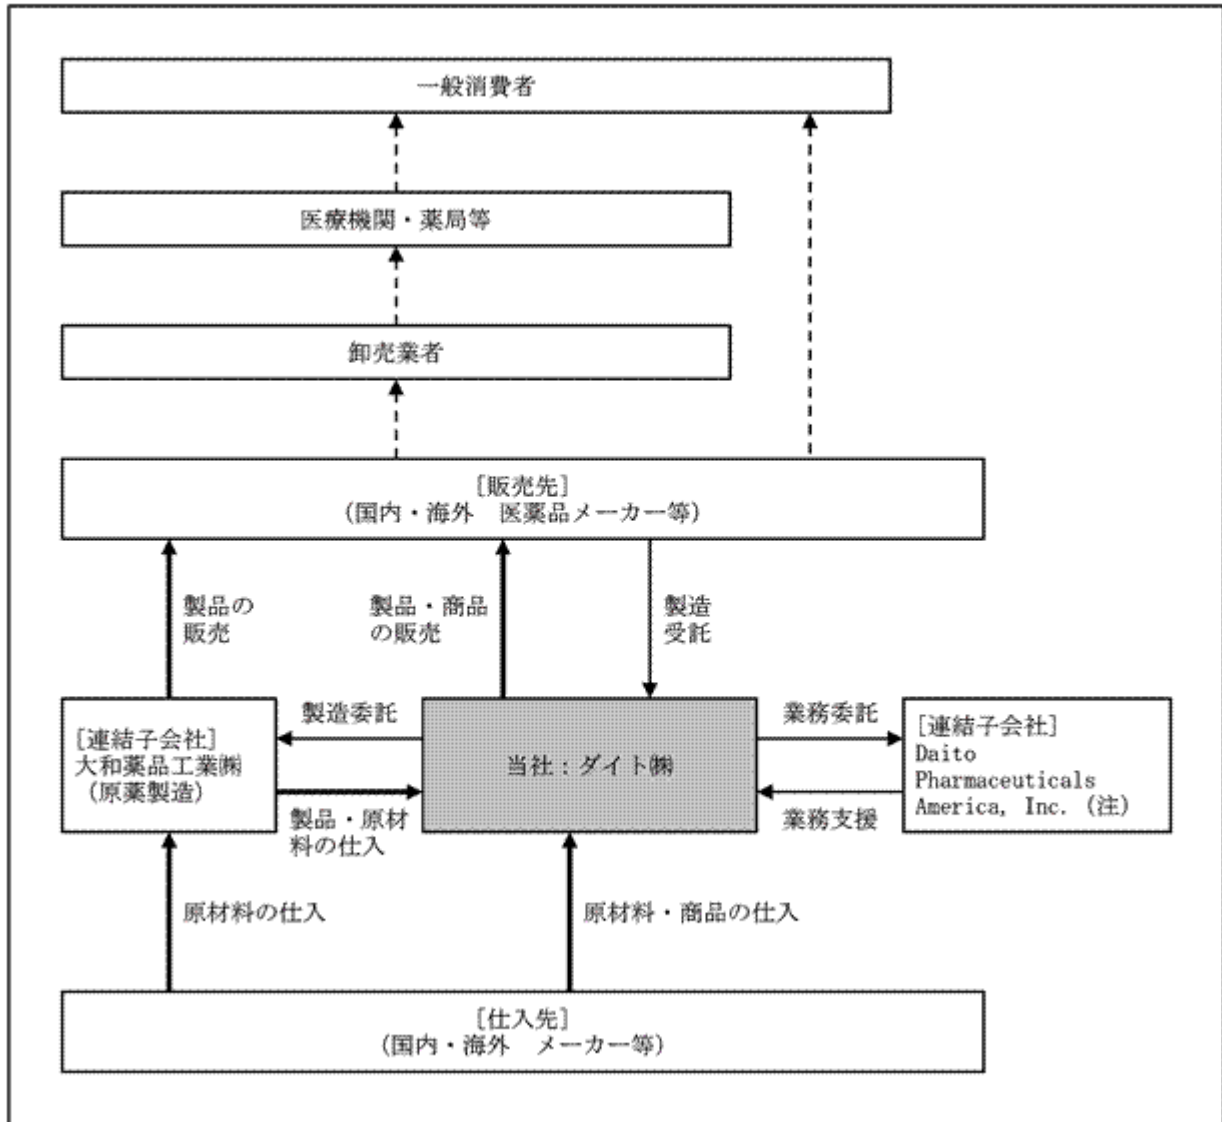 一般消費者
医療機関・薬局等
卸売業者
[販売先]
(国内・海外　医薬品メーカー等)
製品の
販売
製品・商品
の販売
製造
受託
[連結子会社]
大和薬品工業㈱
(原薬製造)
製造委託
製品・原材
料の仕入
当社：ダイト㈱
業務委託
業務支援
[連結子会社]
Daito
Pharmaceuticals
America, Inc. (注)
原材料の仕入
原材料・商品の仕入
[仕入先]
(国内・海外　メーカー等)